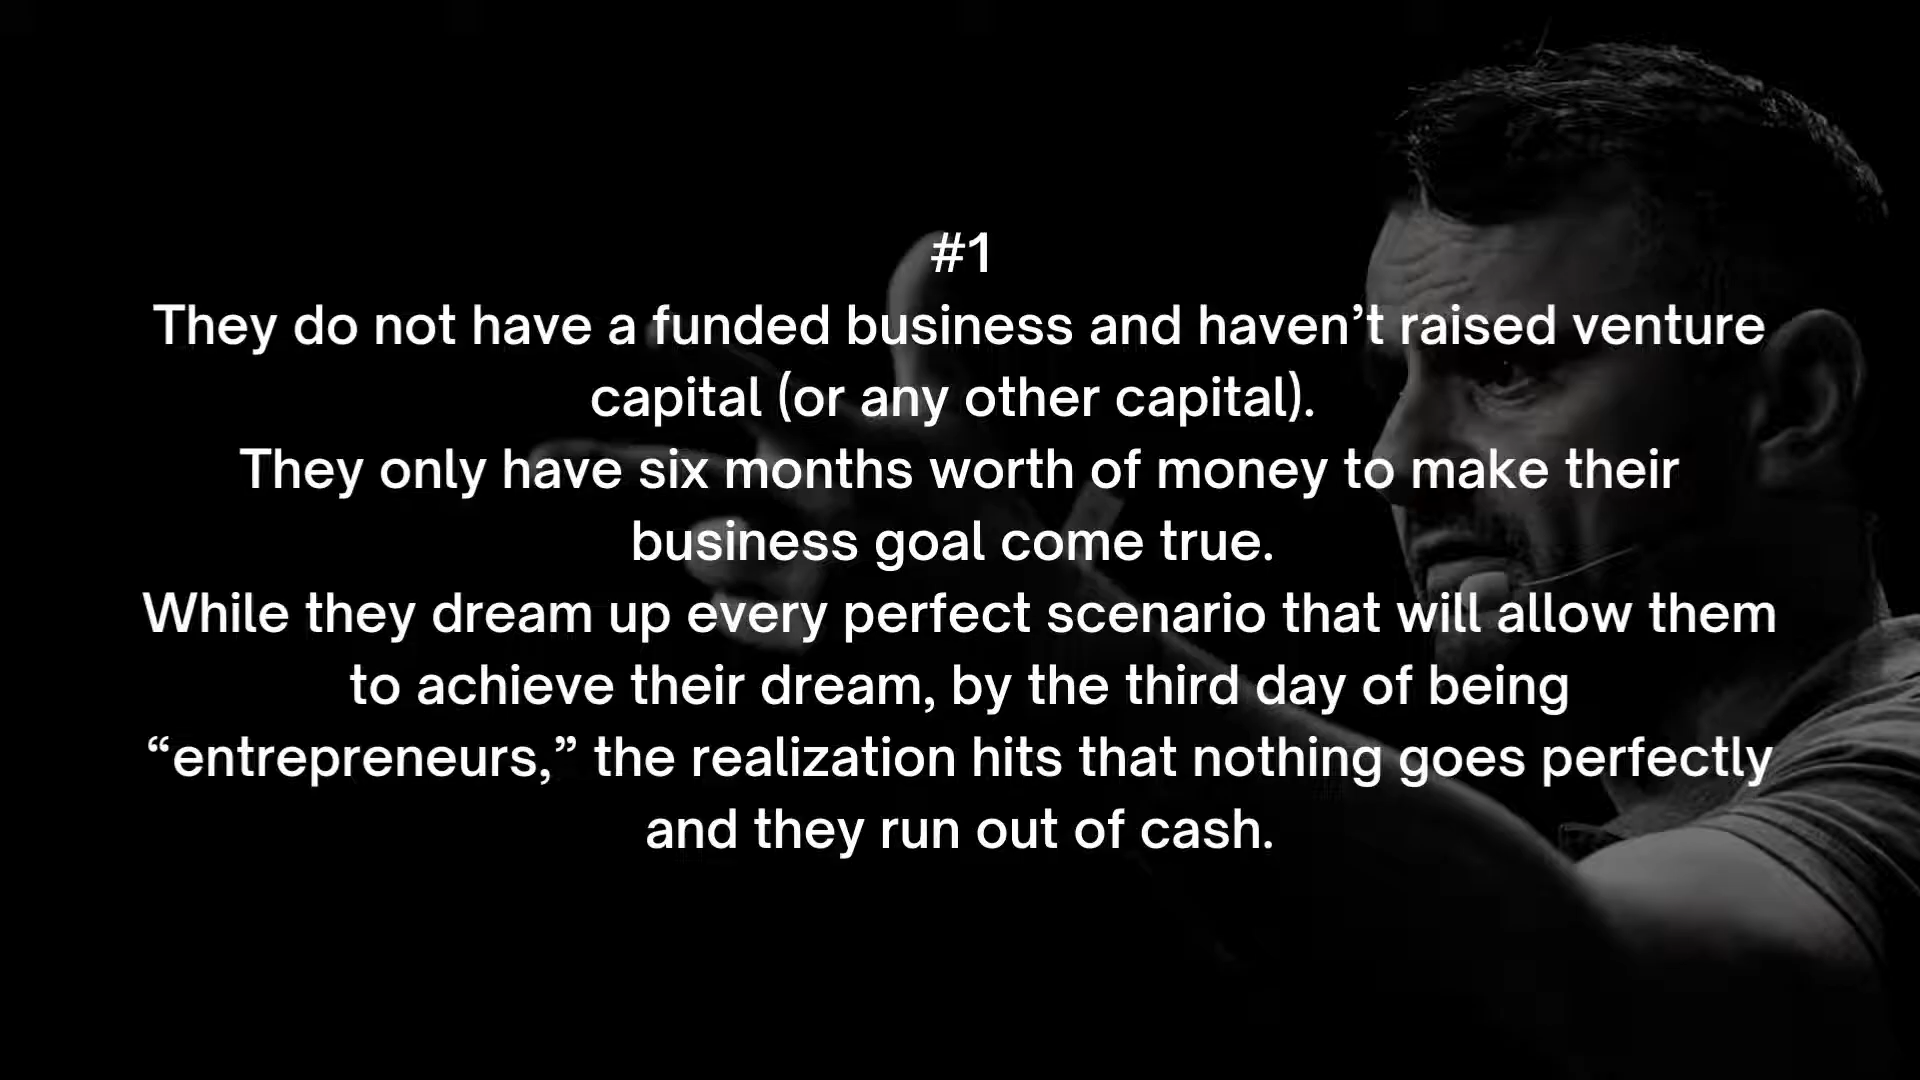 #1
They do not have a funded business and haven’t raised venture
capital (or any other capital).
They only have six months worth of money to make their
business goal come true.
While they dream up every perfect scenario that will allow them
to achieve their dream, by the third day of being
“entrepreneurs,” the realization hits that nothing goes perfectly
and they run out of cash.